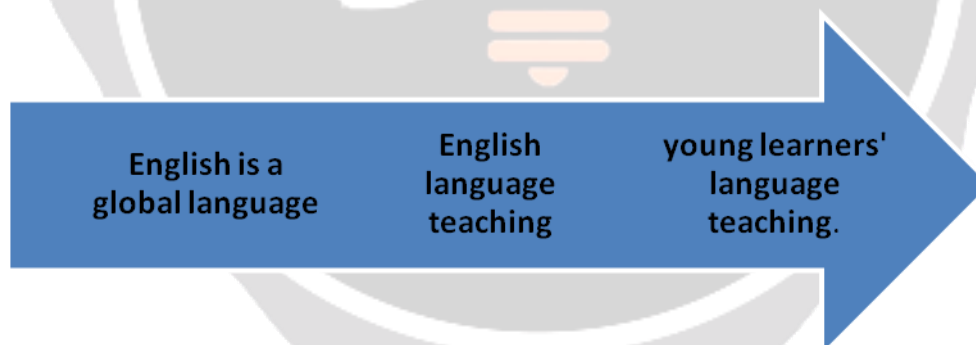 English is a
global language
English
language
teaching
young learners'
language
teaching.